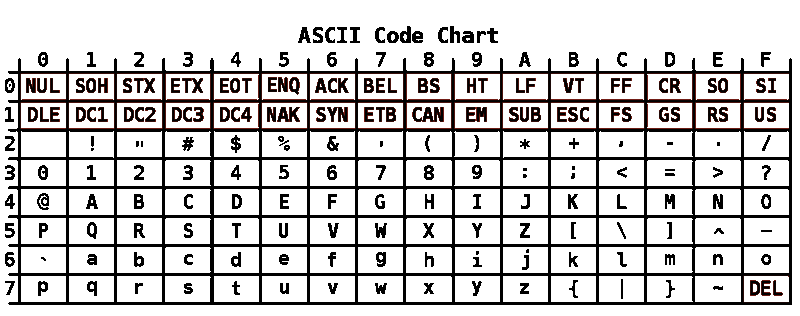 ASCII Code Chart
0 1 2 3 4 5 6 7 8 9 A B C D E F
0 NUL SOH STX ETX EOT ENQ ACK BEL BS HT LF VT FF CR SO SI
1 DLE DC1 DC2 DC3 DC4 NAK SYN ETB CAN EM SUB ESC FS GS RS US
2 ! " # $ % & ' ( ) * + , - . /
3 0 1 2 3 4 5 6 7 8 9 : ; < = > ?
4 @ A B C D E F G H I J K L M N O
5 P Q R S T U V W X Y Z [ \ ] ^ _
6 ` a b c d e f g h i j k l m n o
7 p q r s t u v w x y z { | } ~ DEL